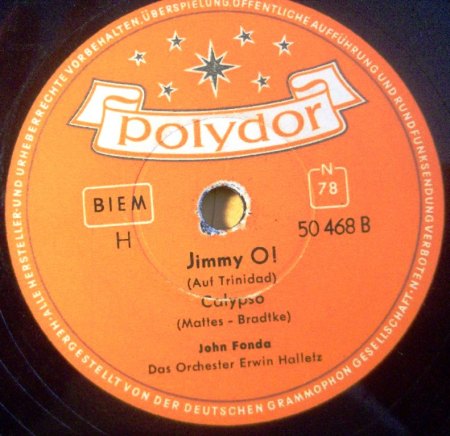 polydor
BIEM
N
78
H
50 468 B
Jimmy O!
(Auf Trinidad)
Calypso
(Mattes - Bradtke)
John Fonda
Das Orchester Erwin Halletz
ALLE HERSTELLER- UND URHEBERRECHTE VORBEHALTEN, ÜBERSPIELUNG, ÖFFENTLICHE AUFFÜHRUNG UND RUNDFUNKSENDUNG VERBOTEN
HERGESTELLT VON DER DEUTSCHEN GRAMMOPHON GESELLSCHAFT